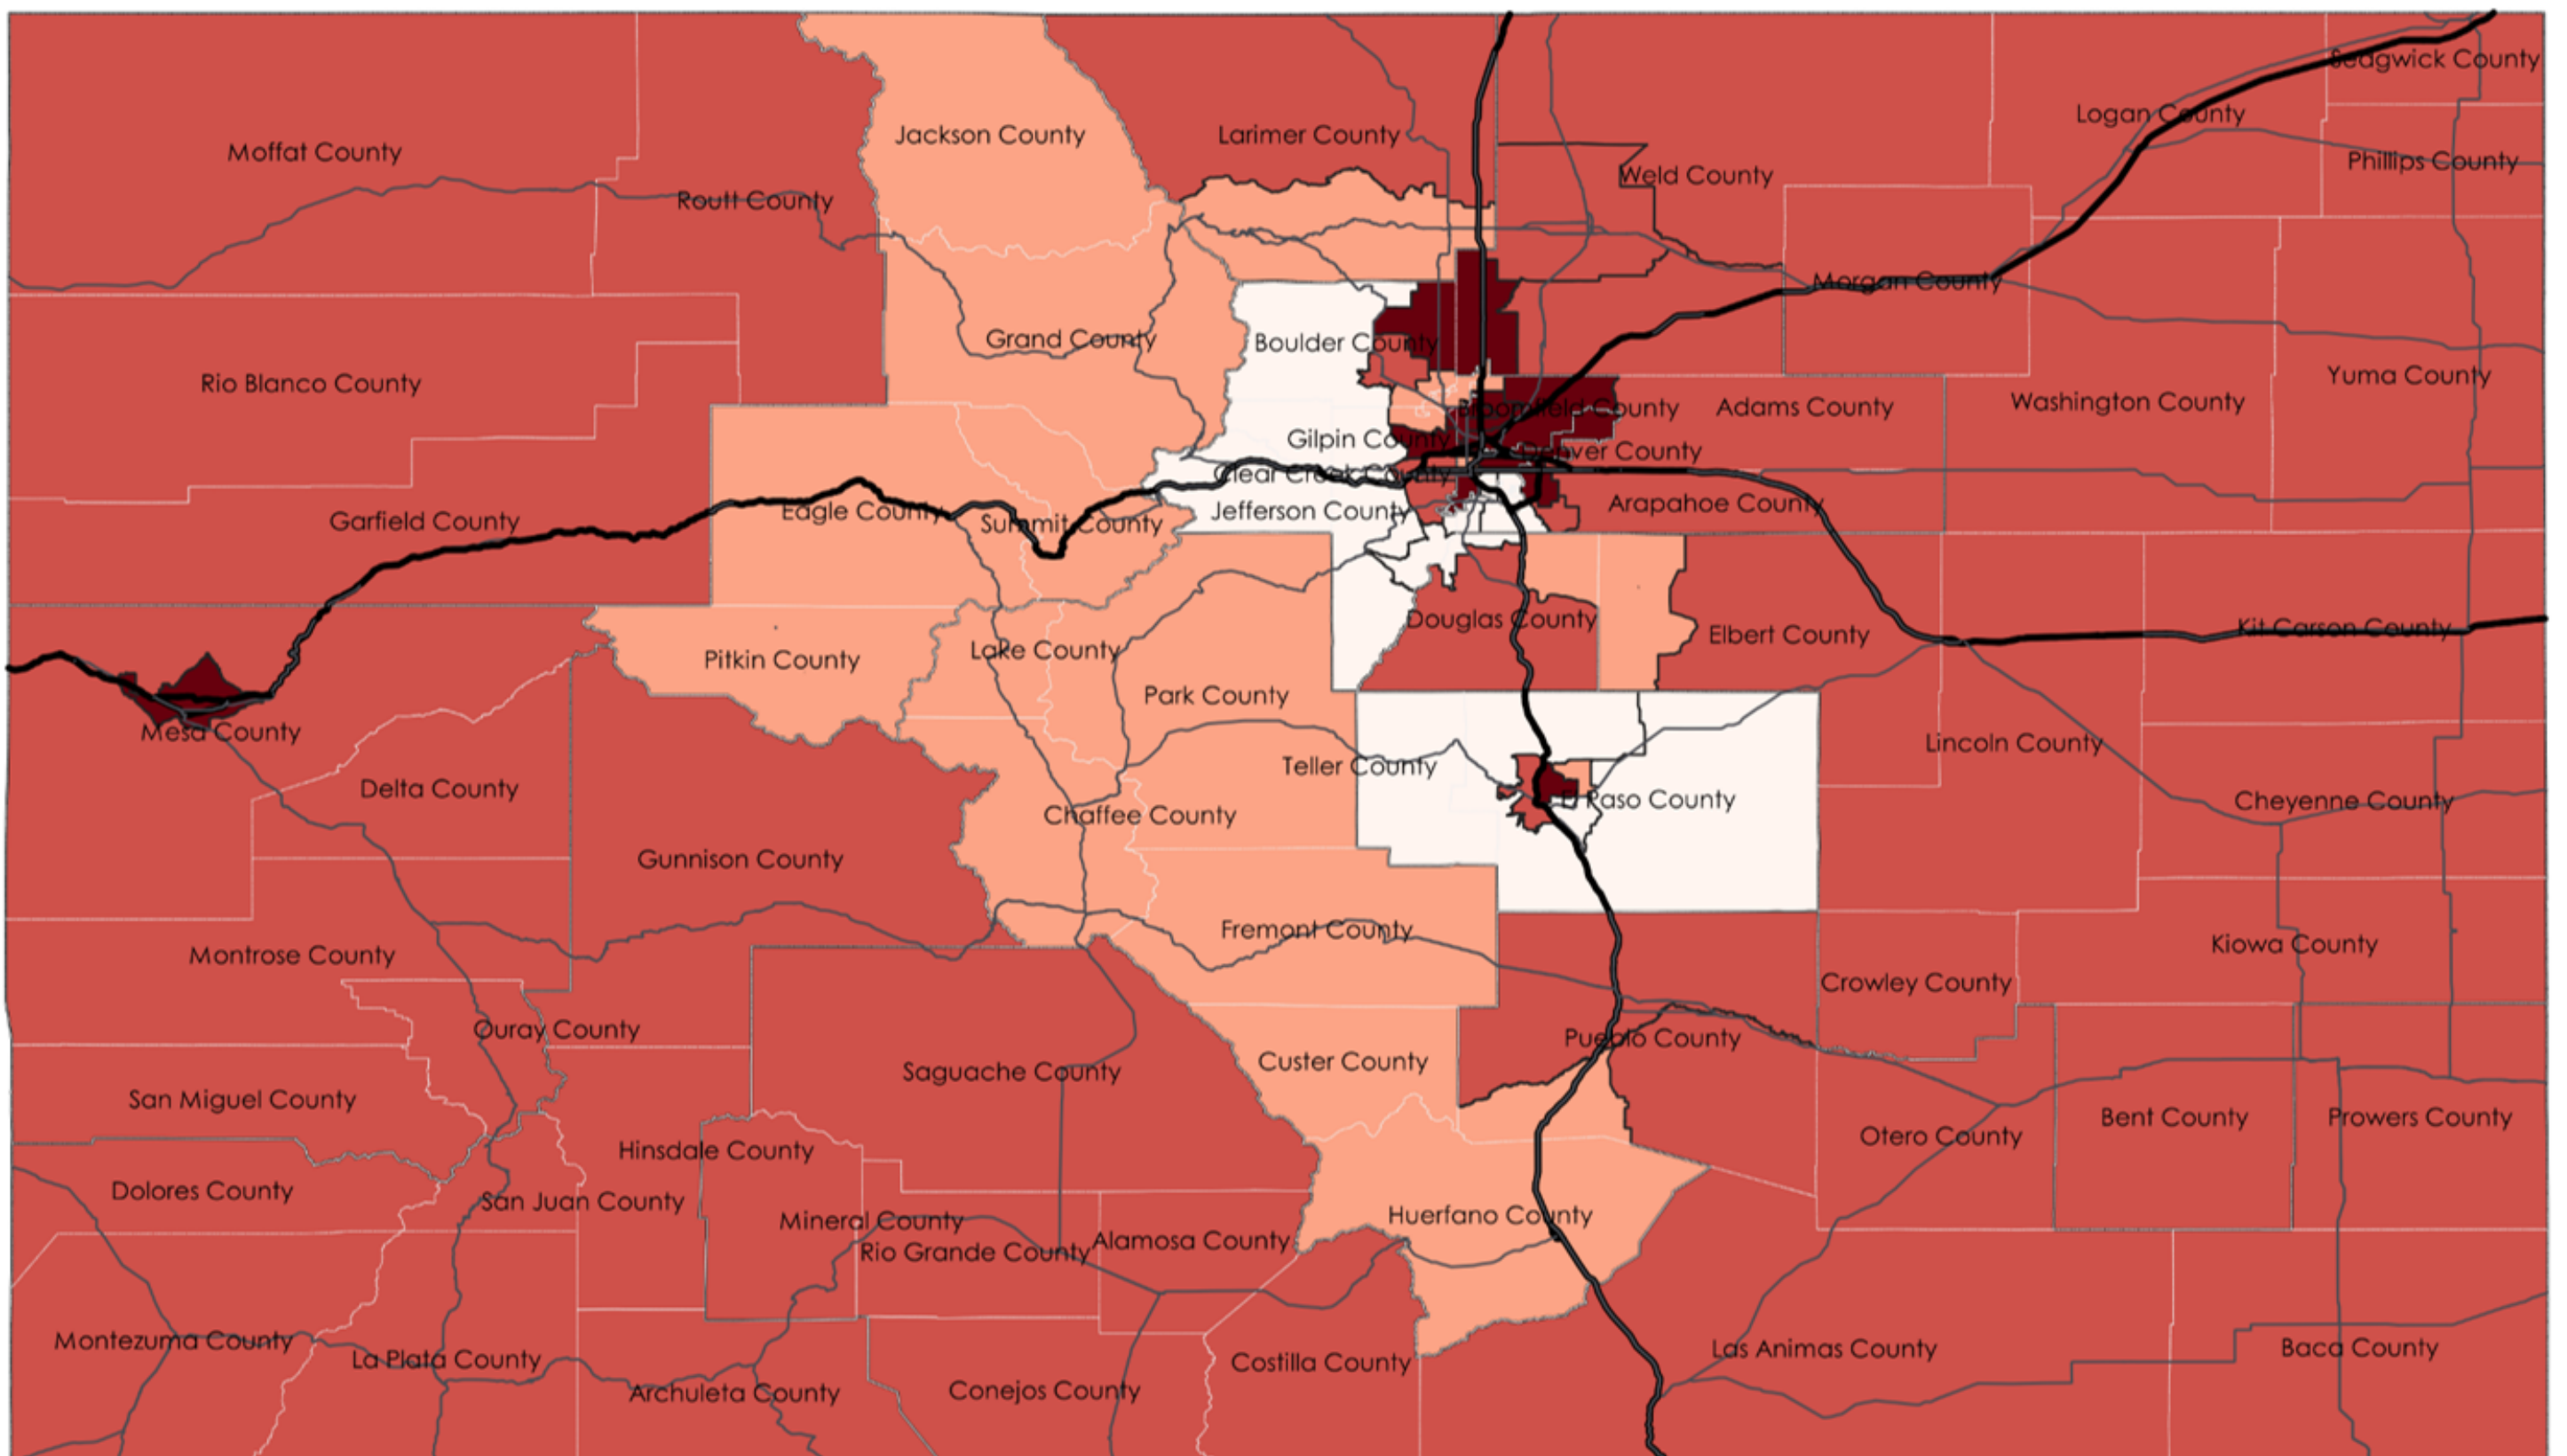 Sedgwick County
Logan County
Jackson County
Larimer County
Moffat County
Phillips County
Weld County
Routt County
Morgan County
Grand County
Boulder County
Yuma County
Rio Blanco County
Washington County
Broomfield County
Adams County
Gilpin County
Denver County
Clear Creek County
Arapahoe County
Eagle County
Jefferson County
Garfield County
Summit County
Douglas County
Kit Carson County
Elbert County
Lake County
Pitkin County
Park County
Mesa County
Lincoln County
Teller County
Delta County
El Paso County
Cheyenne County
Chaffee County
Gunnison County
Fremont County
Kiowa County
Montrose County
Crowley County
Ouray County
Pueblo County
Custer County
Saguache County
San Miguel County
Bent County
Prowers County
Otero County
Hinsdale County
Dolores County
San Juan County
Huerfano County
Mineral County
Alamosa County
Rio Grande County
Montezuma County
Baca County
Las Animas County
La Plata County
Costilla County
Conejos County
Archuleta County